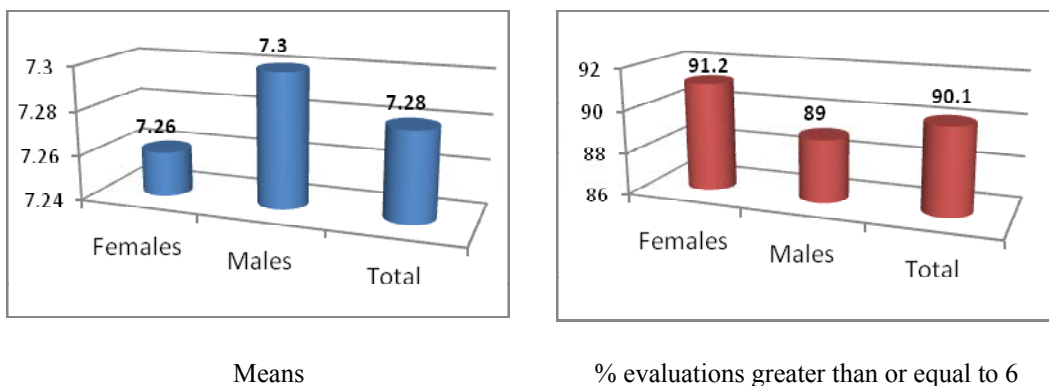 7.3
7.28
7.26
7.24
7.26
7.3
7.28
Females
Males
Total
92
90
88
86
91.2
89
90.1
Females
Males
Total
Means
% evaluations greater than or equal to 6